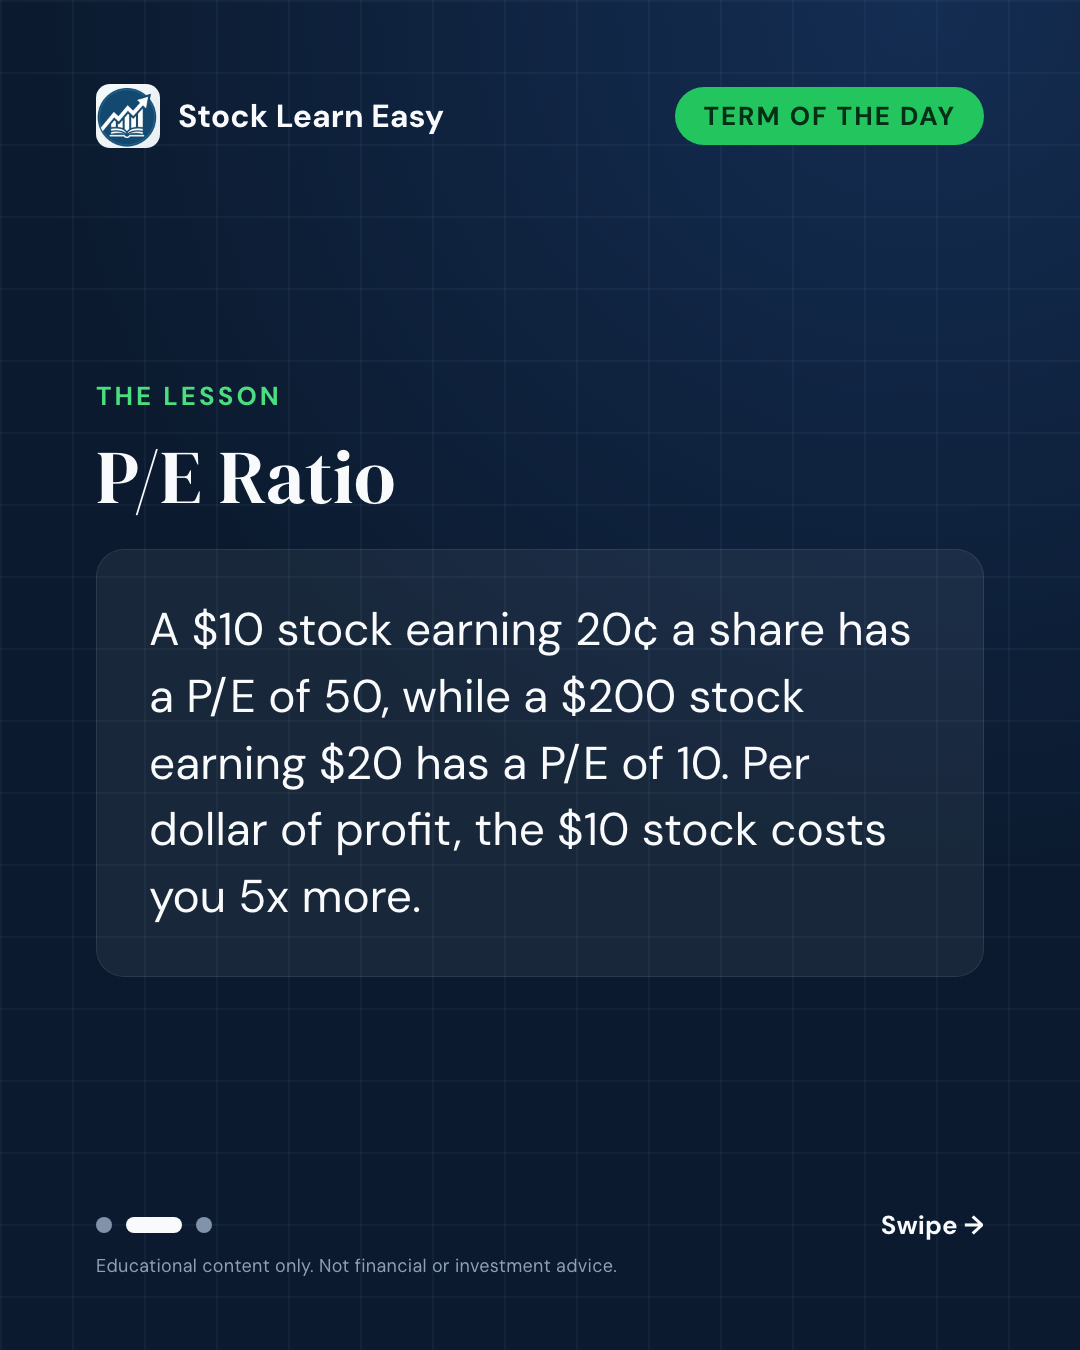 Stock Learn Easy
TERM OF THE DAY
THE LESSON
P/E Ratio
A $10 stock earning 20¢ a share has
a P/E of 50, while a $200 stock
earning $20 has a P/E of 10. Per
dollar of profit, the $10 stock costs
you 5x more.
Swipe →
Educational content only. Not financial or investment advice.